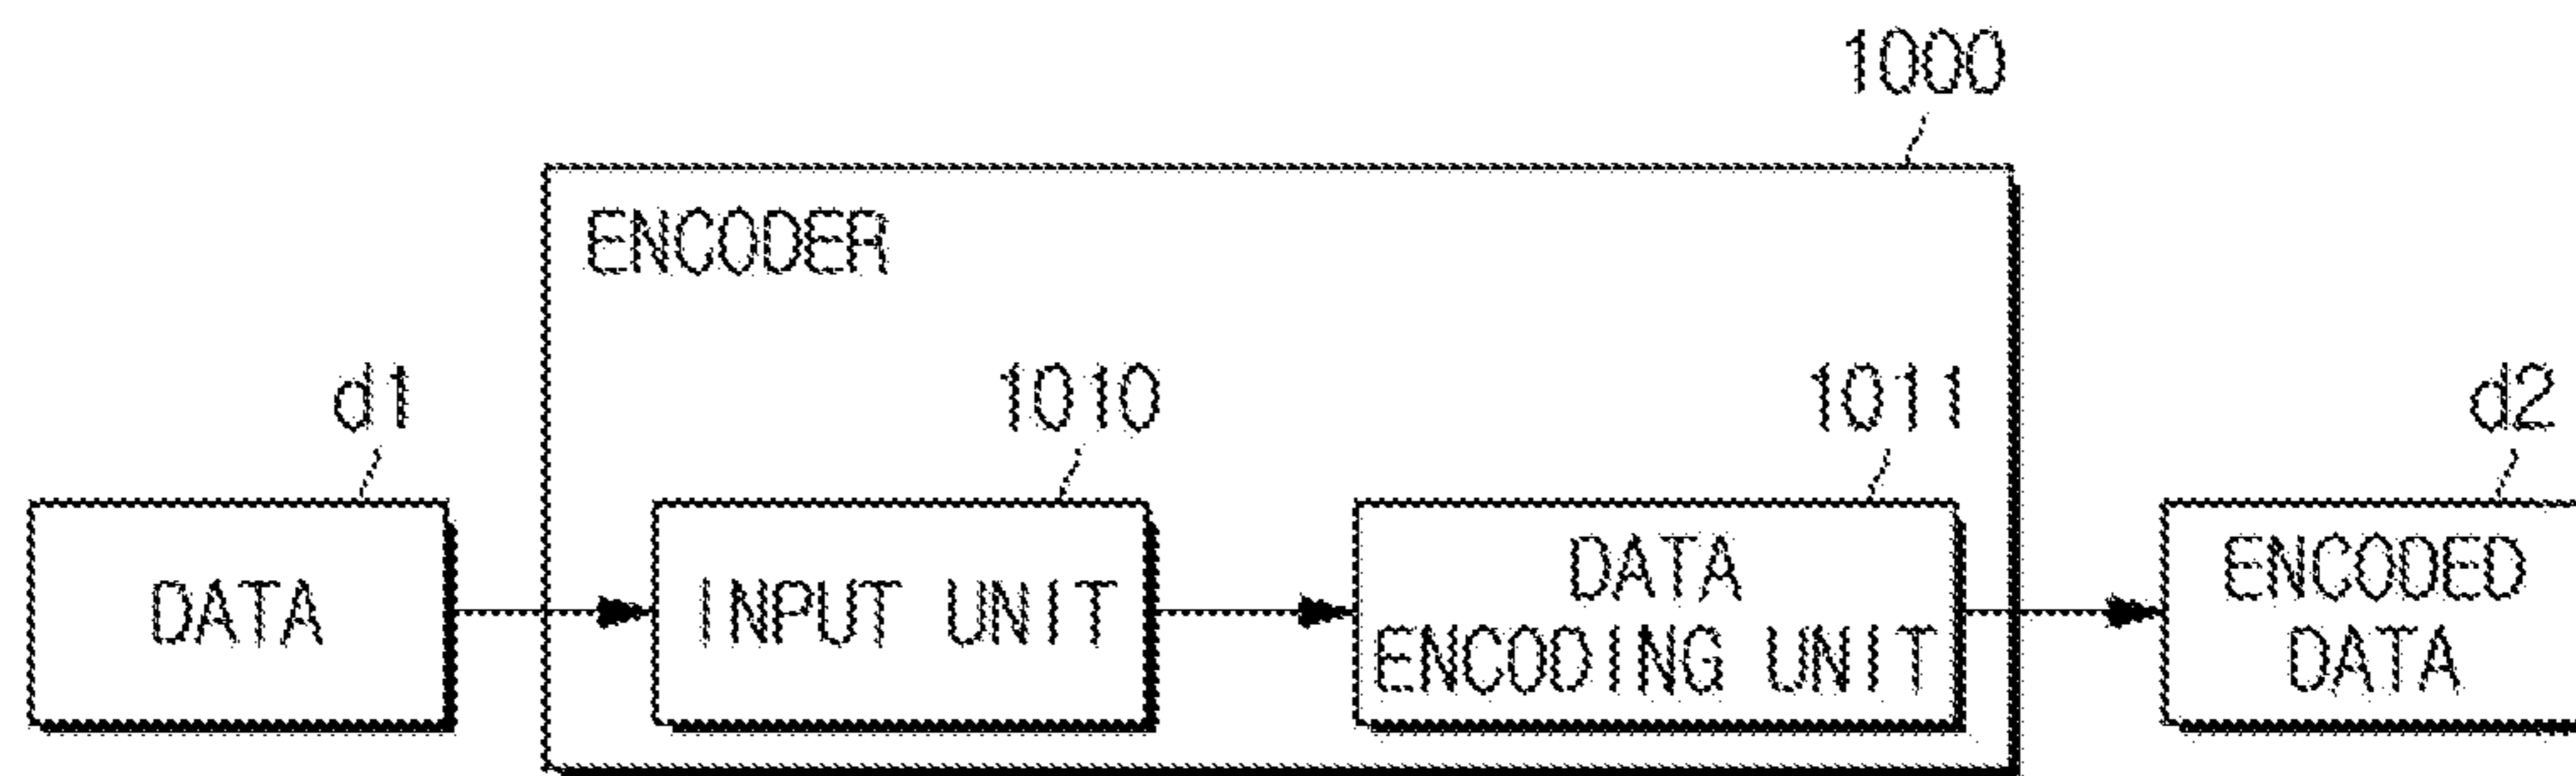 1000
ENCODER
d1
1010
1011
d2
DATA
INPUT UNIT
DATA
ENCODING UNIT
ENCODED
DATA